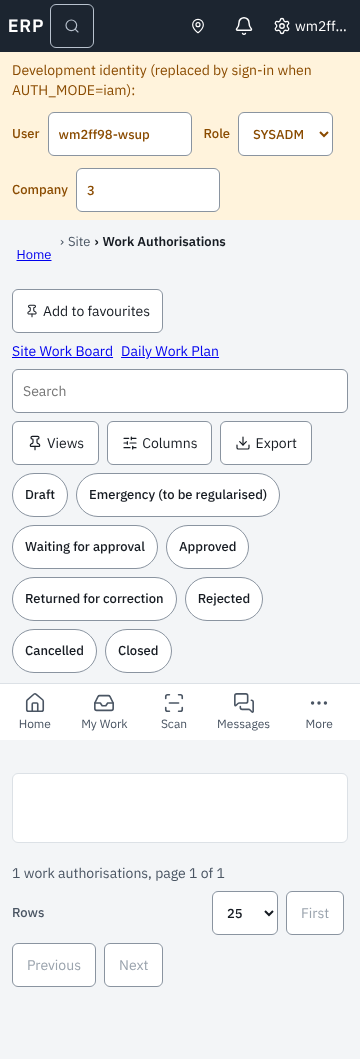 ERP wm2ff...
Development identity (replaced by sign-in when
AUTH_MODE=iam):
User wm2ff98-wsup Role SYSADM
Company 3
Home › Site › Work Authorisations
Add to favourites
Site Work Board Daily Work Plan
Search
Views Columns Export
Draft Emergency (to be regularised)
Waiting for approval Approved
Returned for correction Rejected
Cancelled Closed
Home My Work Scan Messages More
1 work authorisations, page 1 of 1
Rows 25 First
Previous Next